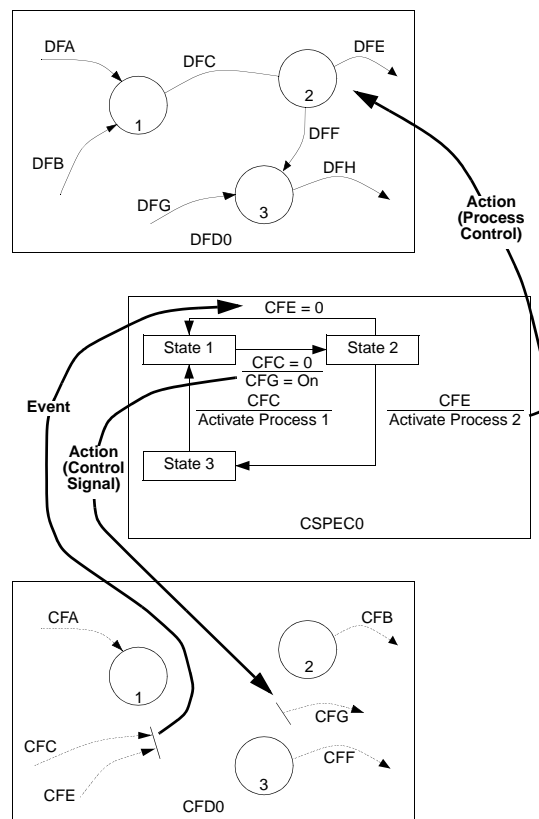 DFA
DFC
DFE
1
2
DFB
DFF
DFG
DFH
3
DFD0
Action
(Process
Control)
CFE = 0
State 1
State 2
CFC = 0
CFG = On
Event
CFC
Activate Process 1
CFE
Activate Process 2
Action
(Control
Signal)
State 3
CSPEC0
CFA
CFB
1
2
CFG
CFC
CFF
CFE
3
CFD0